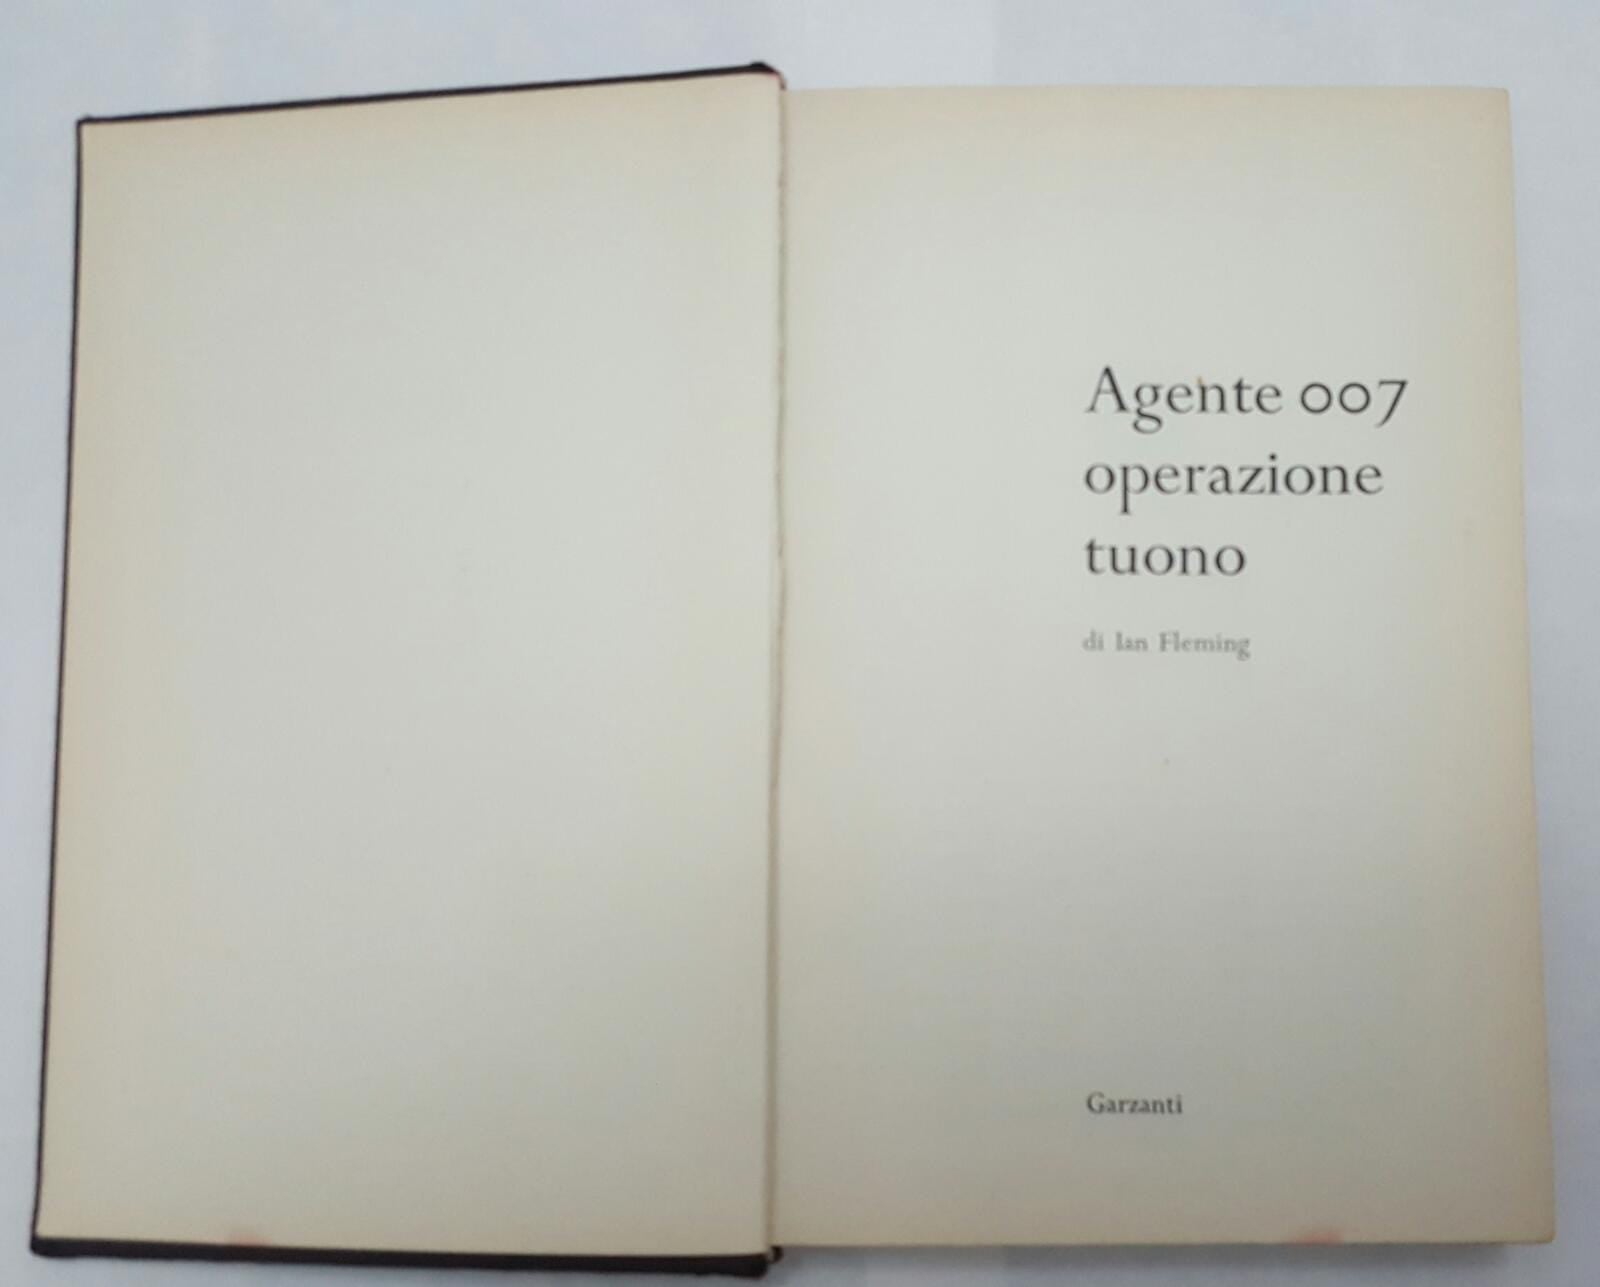 Agente 007
operazione
tuono
di Ian Fleming
Garzanti